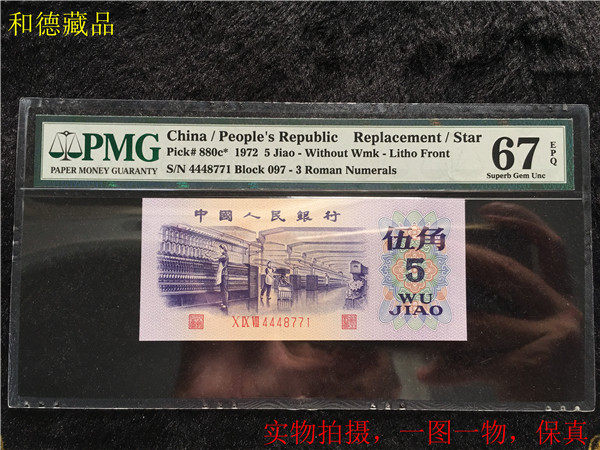 和德藏品
PMG
PAPER MONEY GUARANTY
China / People's Republic Replacement / Star
Pick# 880c* 1972 5 Jiao - Without Wmk - Litho Front
S/N 4448771 Block 097 - 3 Roman Numerals
67 EPQ
Superb Gem Unc
中國人民銀行
伍角
5
WU
JIAO
X IX VIII 4448771
实物拍摄，一图一物，保真